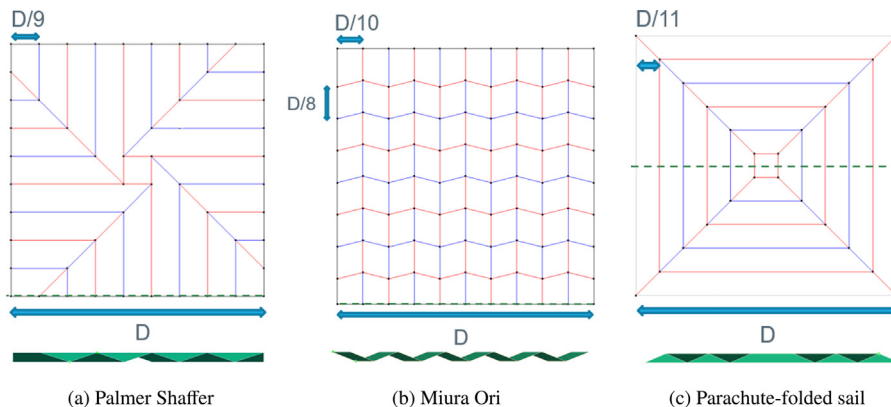 D/9
D/10
D/11
D/8
D
D
D
(a) Palmer Shaffer
(b) Miura Ori
(c) Parachute-folded sail